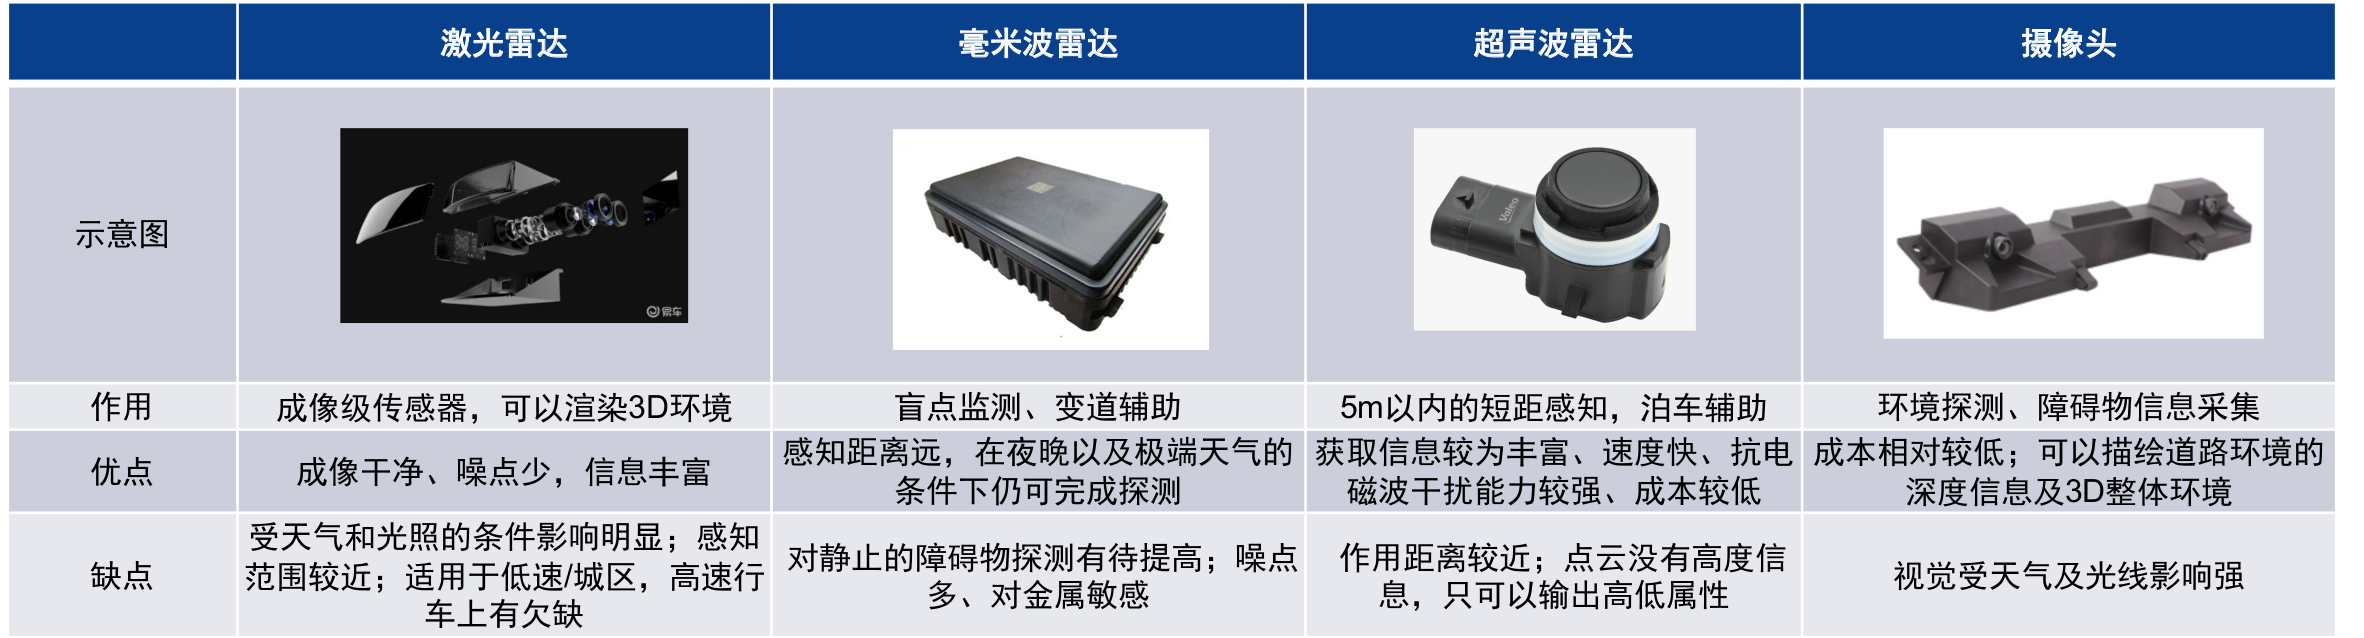 激光雷达
毫米波雷达
超声波雷达
摄像头
示意图
易车
Valeo
作用
成像级传感器，可以渲染3D环境
盲点监测、变道辅助
5m以内的短距感知，泊车辅助
环境探测、障碍物信息采集
优点
成像干净、噪点少，信息丰富
感知距离远，在夜晚以及极端天气的
条件下仍可完成探测
获取信息较为丰富、速度快、抗电
磁波干扰能力较强、成本较低
成本相对较低；可以描绘道路环境的
深度信息及3D整体环境
缺点
受天气和光照的条件影响明显；感知
范围较近；适用于低速/城区，高速行
车上有欠缺
对静止的障碍物探测有待提高；噪点
多、对金属敏感
作用距离较近；点云没有高度信
息，只可以输出高低属性
视觉受天气及光线影响强